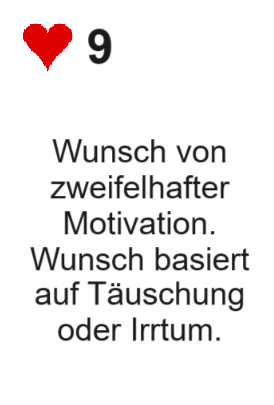 9
Wunsch von
zweifelhafter
Motivation.
Wunsch basiert
auf Täuschung
oder Irrtum.